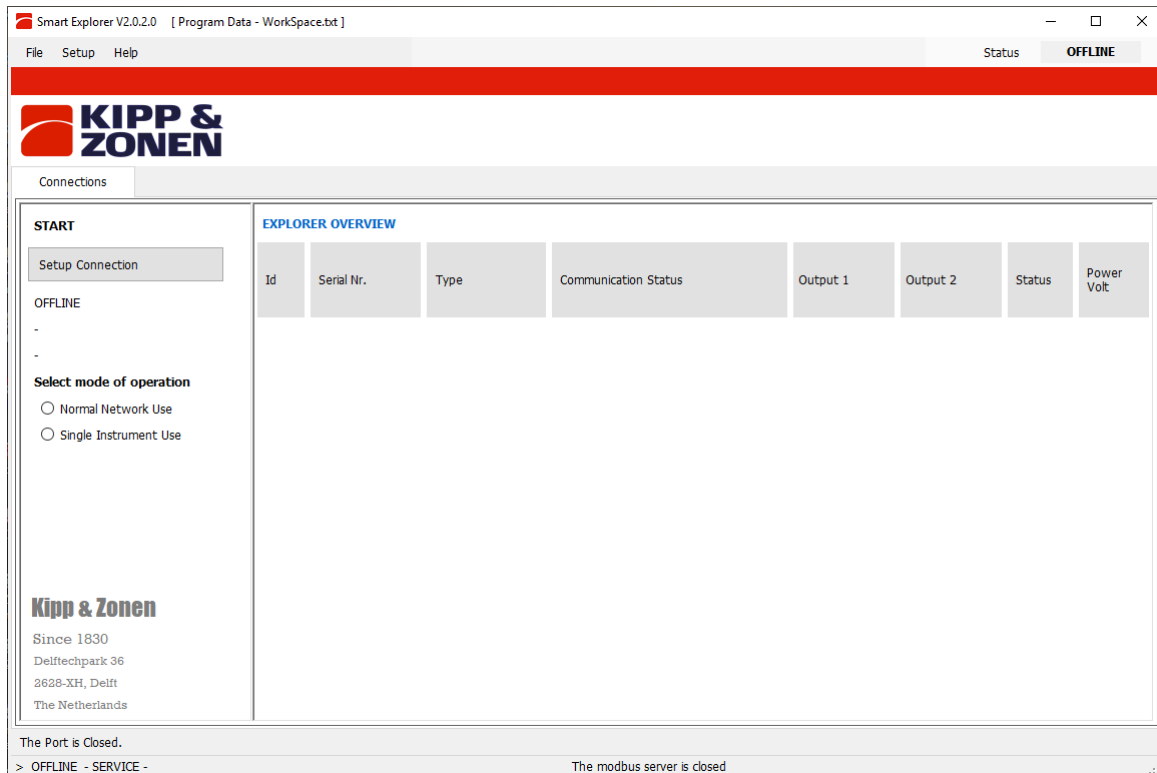 Smart Explorer V2.0.2.0 [ Program Data - WorkSpace.txt ]
File Setup Help Status OFFLINE
KIPP &
ZONEN
Connections
START
Setup Connection
OFFLINE
-
-
Select mode of operation
Normal Network Use
Single Instrument Use
Kipp & Zonen
Since 1830
Delftechpark 36
2628-XH, Delft
The Netherlands
EXPLORER OVERVIEW
Id Serial Nr. Type Communication Status Output 1 Output 2 Status Power
Volt
The Port is Closed.
> OFFLINE - SERVICE - The modbus server is closed